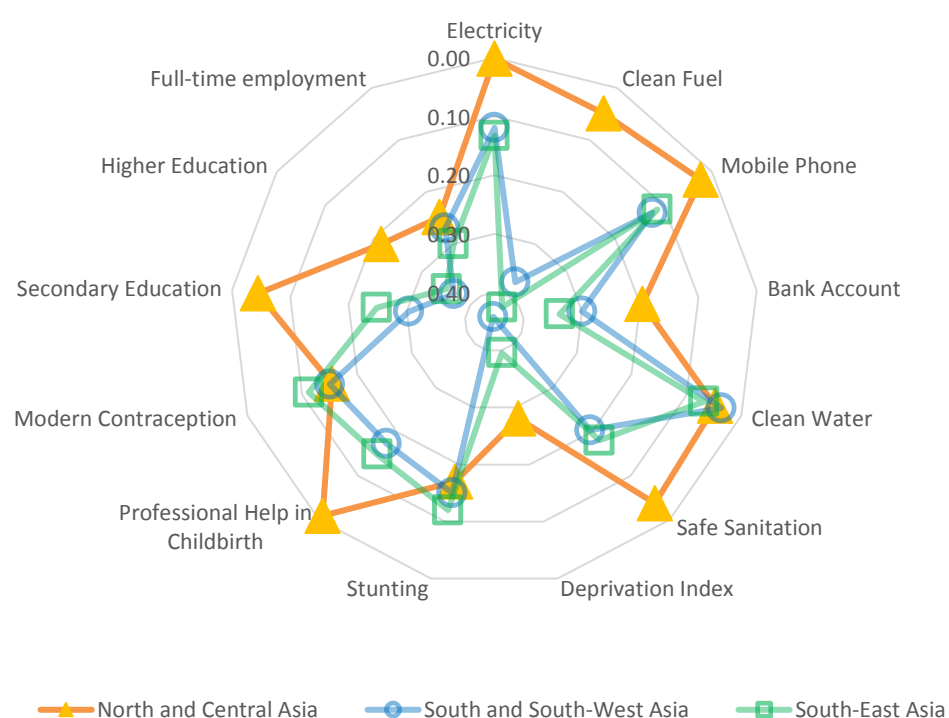 Electricity
0.00
Full-time employment
Clean Fuel
0.10
Higher Education
Mobile Phone
0.20
0.30
Secondary Education
Bank Account
0.40
Modern Contraception
Clean Water
Professional Help in
Childbirth
Safe Sanitation
Stunting
Deprivation Index
North and Central Asia
South and South-West Asia
South-East Asia